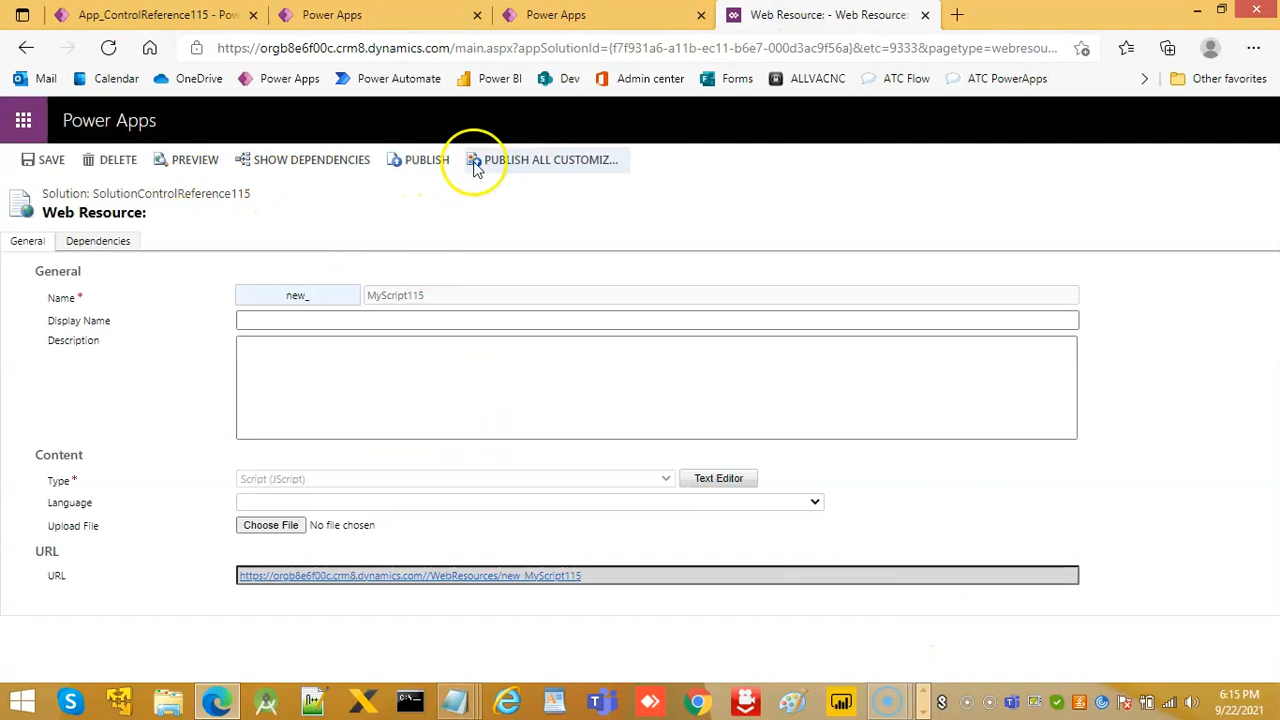 App_ControlReference115 - Pow
Power Apps
Power Apps
Web Resource: - Web Resource:
https://orgb8e6f00c.crm8.dynamics.com/main.aspx?appSolutionId={f7f931a6-a11b-ec11-b6e7-000d3ac9f56a}&etc=9333&pagetype=webresou...
Mail Calendar OneDrive Power Apps Power Automate Power BI Dev Admin center Forms ALLVACNC ATC Flow ATC PowerApps Other favorites
Power Apps
SAVE DELETE PREVIEW SHOW DEPENDENCIES PUBLISH PUBLISH ALL CUSTOMIZ...
Solution: SolutionControlReference115
Web Resource:
General Dependencies
General
Name * new_ MyScript115
Display Name
Description
Content
Type * Script (JScript) Text Editor
Language
Upload File Choose File No file chosen
URL
URL https://orgb8e6f00c.crm8.dynamics.com//WebResources/new_MyScript115
6:15 PM
9/22/2021